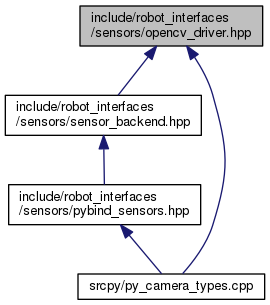 include/robot_interfaces
/sensors/opencv_driver.hpp
include/robot_interfaces
/sensors/sensor_backend.hpp
include/robot_interfaces
/sensors/pybind_sensors.hpp
srcpy/py_camera_types.cpp